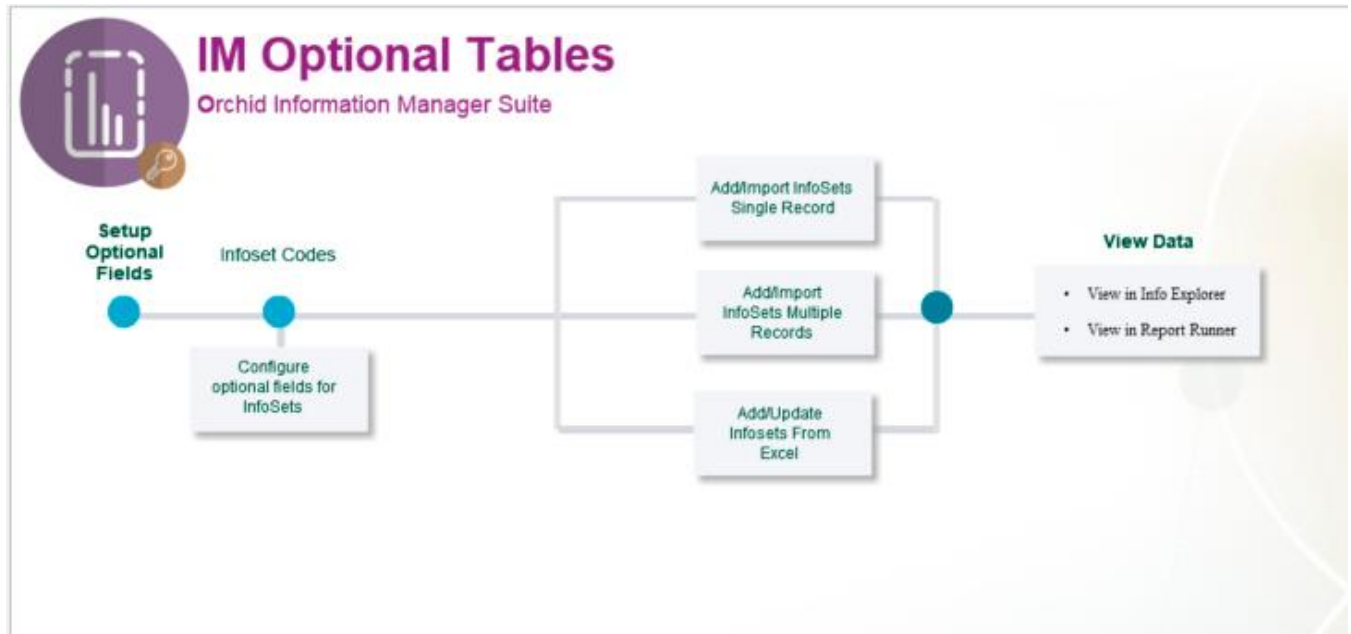 IM Optional Tables
Orchid Information Manager Suite
Setup
Optional
Fields
Infoset Codes
Configure
optional fields for
InfoSets
Add/Import InfoSets
Single Record
Add/Import
InfoSets Multiple
Records
Add/Update
Infosets From
Excel
View Data
• View in Info Explorer
• View in Report Runner